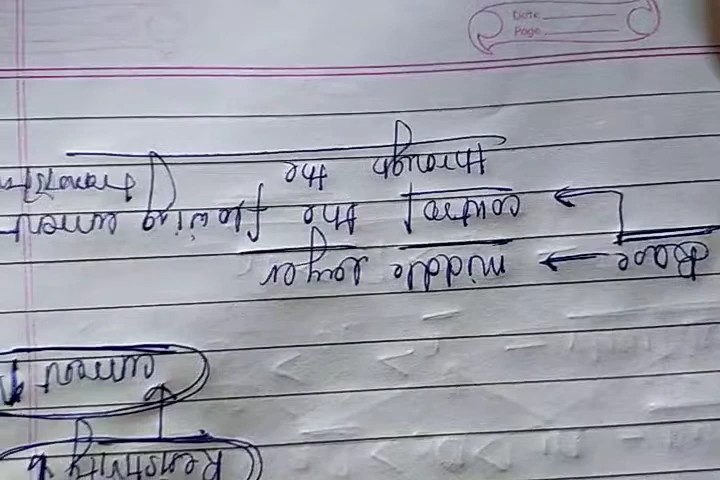 Date
Page
Resistivity
current
Base → middle layer
→ control the flowing current
through the